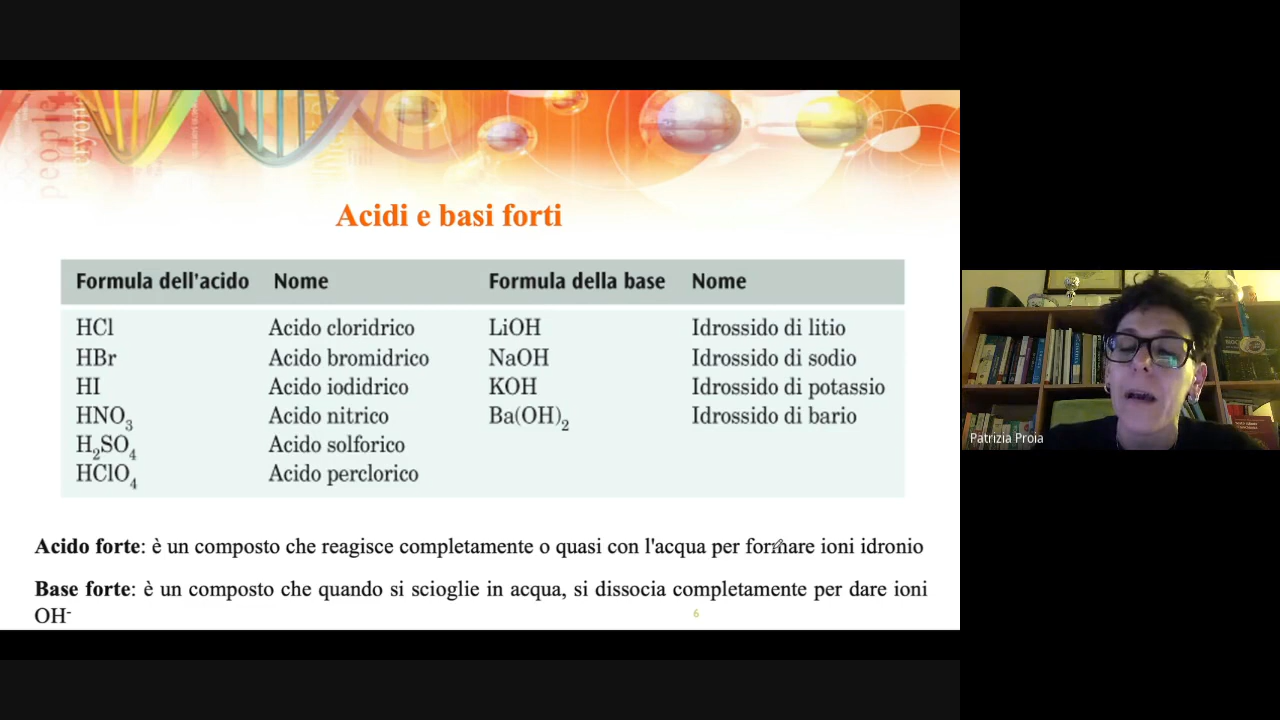 people
eryon
Acidi e basi forti
Formula dell'acido Nome Formula della base Nome
HCl Acido cloridrico LiOH Idrossido di litio
HBr Acido bromidrico NaOH Idrossido di sodio
HI Acido iodidrico KOH Idrossido di potassio
HNO₃ Acido nitrico Ba(OH)₂ Idrossido di bario
H₂SO₄ Acido solforico
HClO₄ Acido perclorico
Acido forte: è un composto che reagisce completamente o quasi con l'acqua per formare ioni idronio
Base forte: è un composto che quando si scioglie in acqua, si dissocia completamente per dare ioni
OH⁻
6
Patrizia Proia